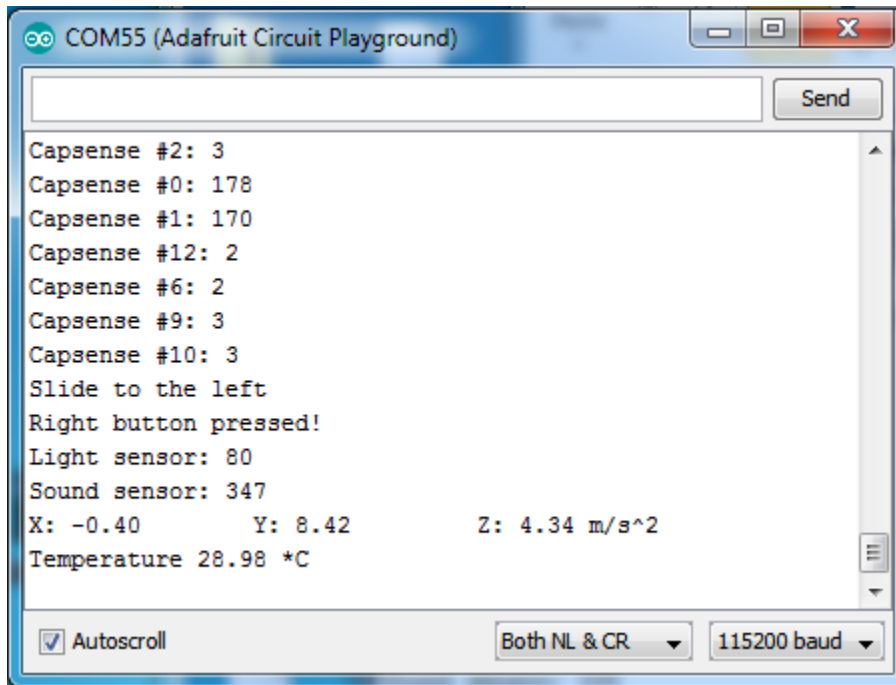 COM55 (Adafruit Circuit Playground)
Send
Capsense #2: 3
Capsense #0: 178
Capsense #1: 170
Capsense #12: 2
Capsense #6: 2
Capsense #9: 3
Capsense #10: 3
Slide to the left
Right button pressed!
Light sensor: 80
Sound sensor: 347
X: -0.40 Y: 8.42 Z: 4.34 m/s^2
Temperature 28.98 *C
Autoscroll Both NL & CR 115200 baud